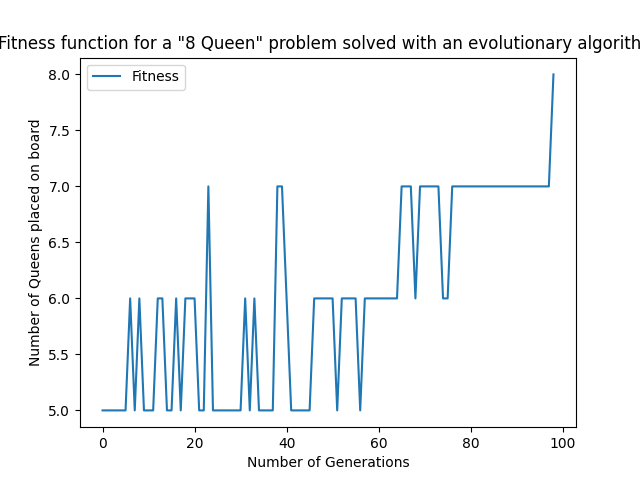 Fitness function for a "8 Queen" problem solved with an evolutionary algorith
Fitness
8.0
7.5
7.0
6.5
6.0
5.5
5.0
Number of Queens placed on board
0 20 40 60 80 100
Number of Generations